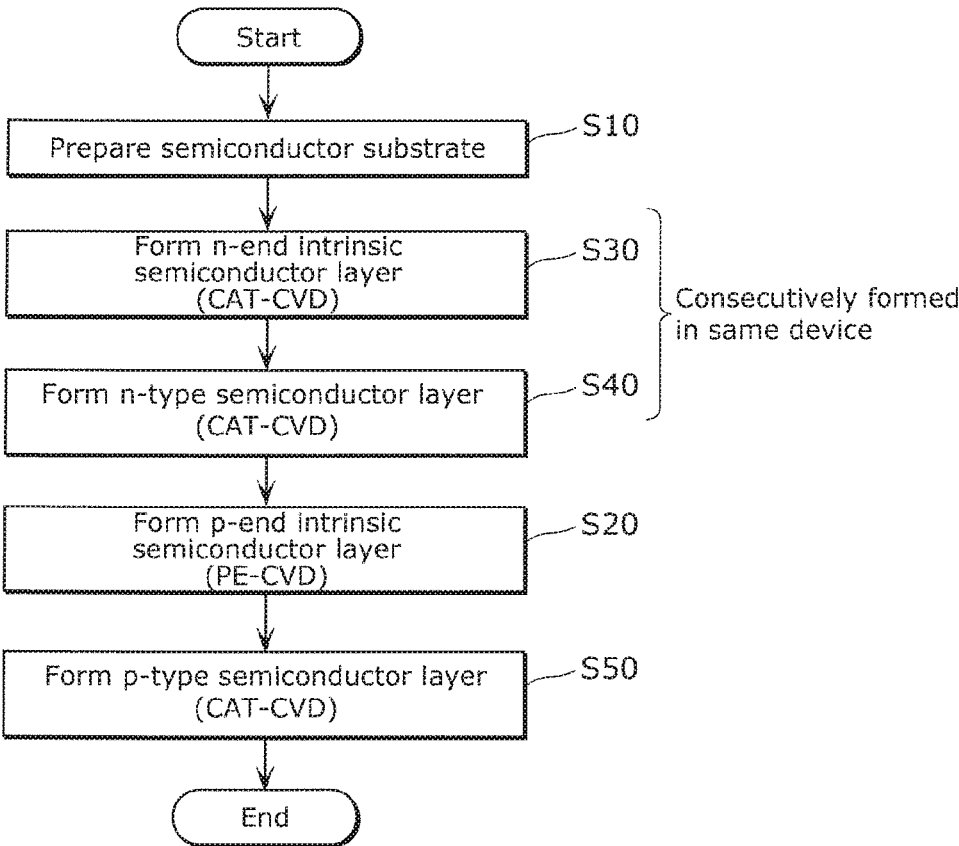 Start
Prepare semiconductor substrate
S10
Form n-end intrinsic
semiconductor layer
(CAT-CVD)
S30
Consecutively formed
in same device
Form n-type semiconductor layer
(CAT-CVD)
S40
Form p-end intrinsic
semiconductor layer
(PE-CVD)
S20
Form p-type semiconductor layer
(CAT-CVD)
S50
End